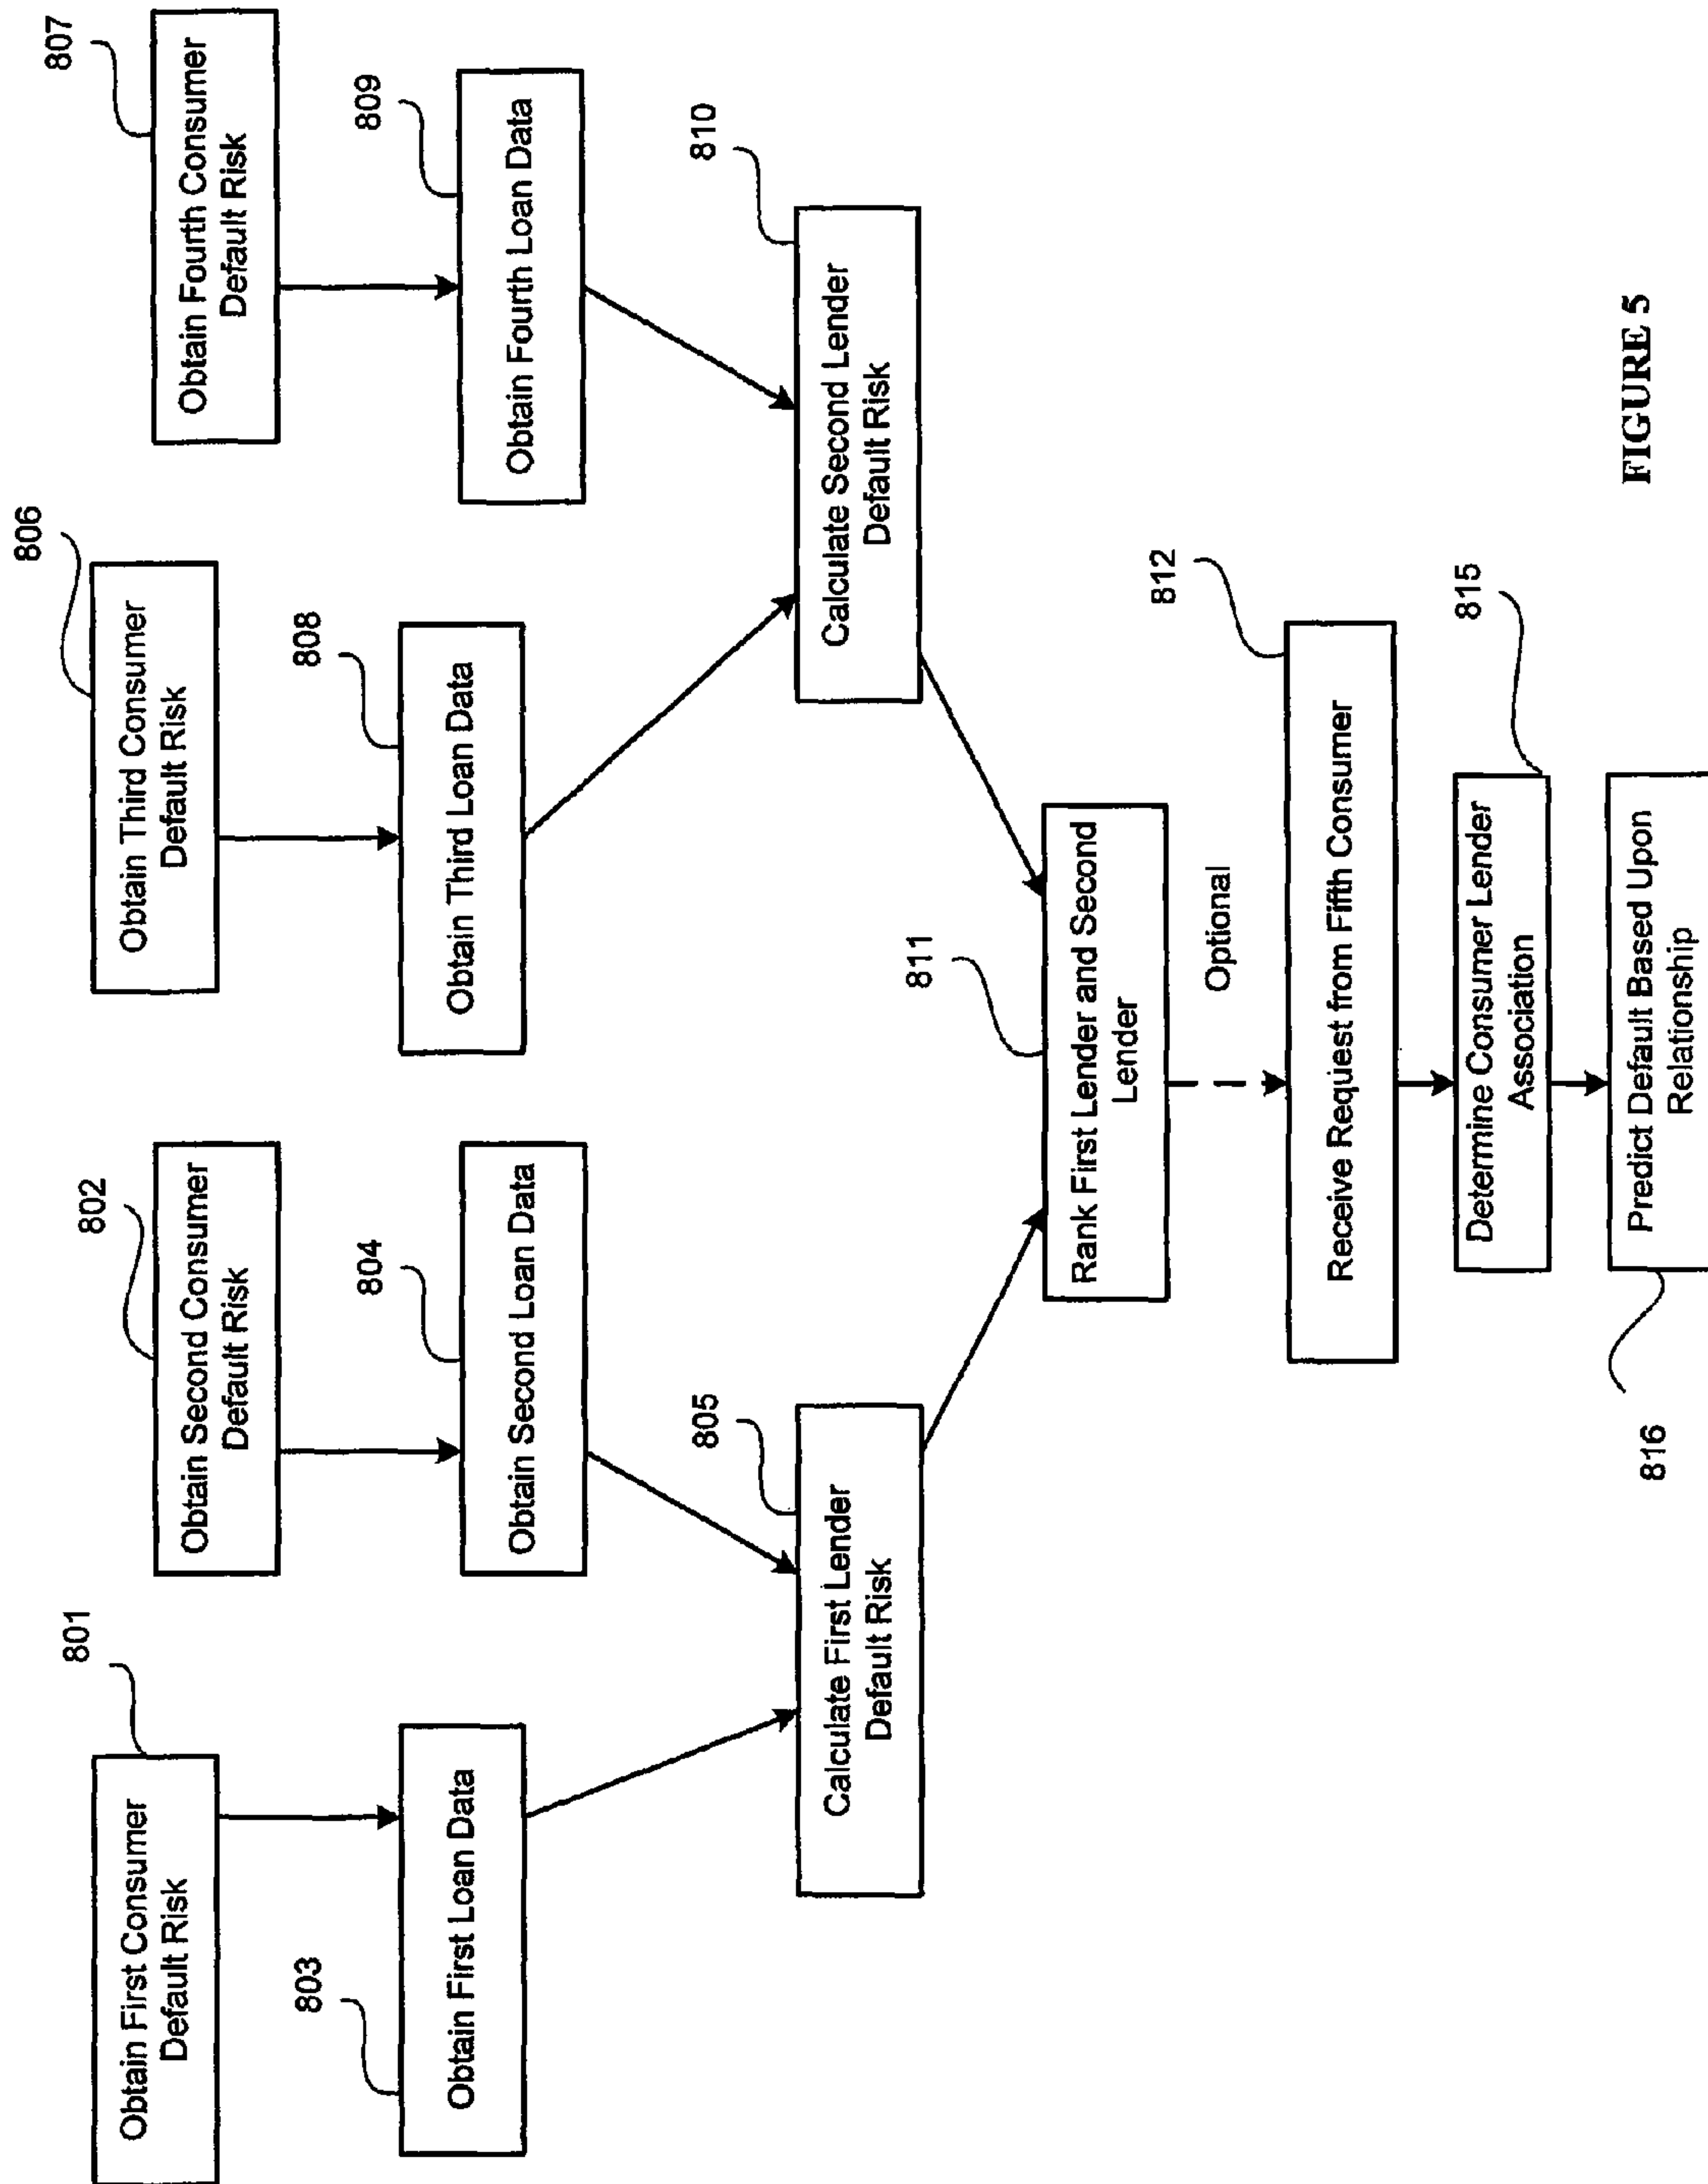 801
Obtain First Consumer
Default Risk
802
Obtain Second Consumer
Default Risk
806
Obtain Third Consumer
Default Risk
807
Obtain Fourth Consumer
Default Risk
803
Obtain First Loan Data
804
Obtain Second Loan Data
808
Obtain Third Loan Data
809
Obtain Fourth Loan Data
805
Calculate First Lender
Default Risk
810
Calculate Second Lender
Default Risk
811
Rank First Lender and Second
Lender
Optional
812
Receive Request from Fifth Consumer
815
Determine Consumer Lender
Association
816
Predict Default Based Upon
Relationship
FIGURE 5